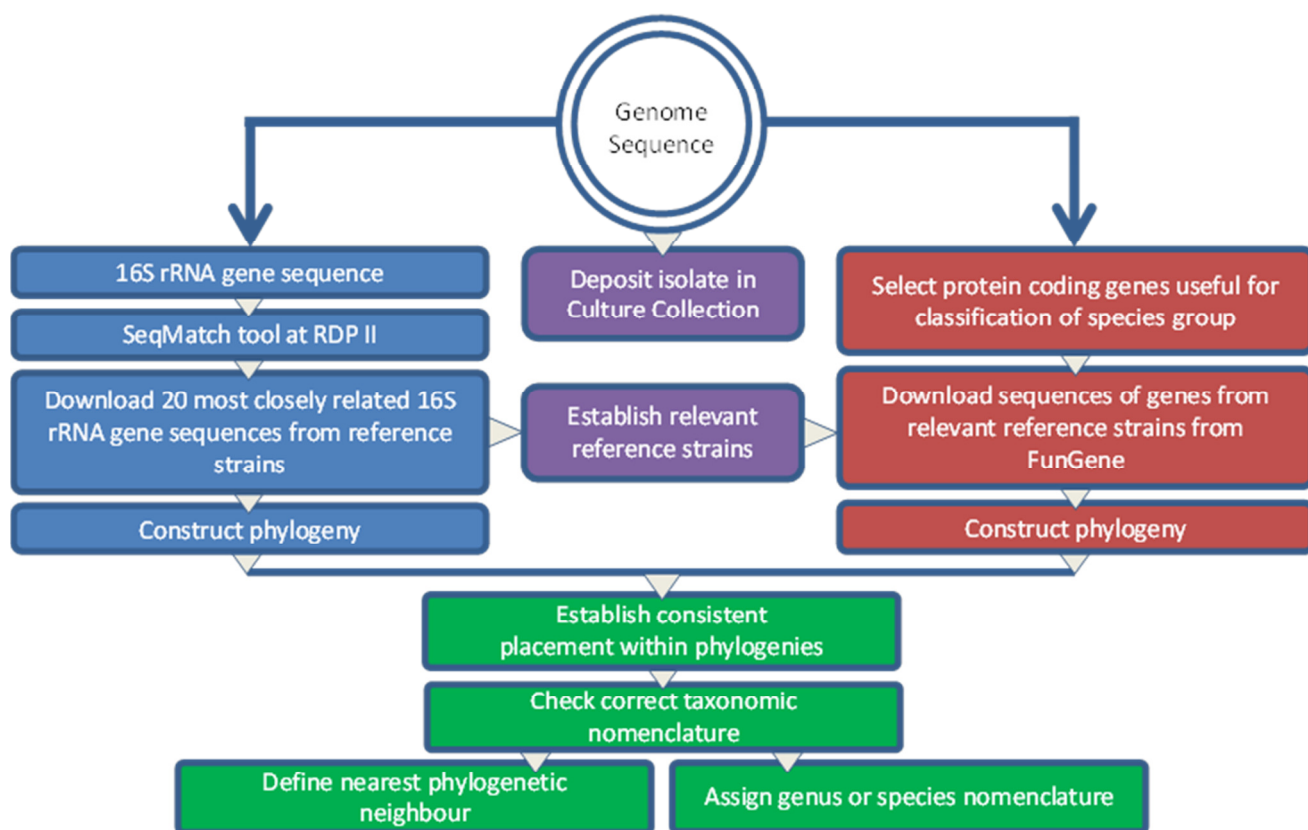 Genome
Sequence
16S rRNA gene sequence
SeqMatch tool at RDP II
Download 20 most closely related 16S
rRNA gene sequences from reference
strains
Construct phylogeny
Deposit isolate in
Culture Collection
Establish relevant
reference strains
Select protein coding genes useful for
classification of species group
Download sequences of genes from
relevant reference strains from
FunGene
Construct phylogeny
Establish consistent
placement within phylogenies
Check correct taxonomic
nomenclature
Define nearest phylogenetic
neighbour
Assign genus or species nomenclature